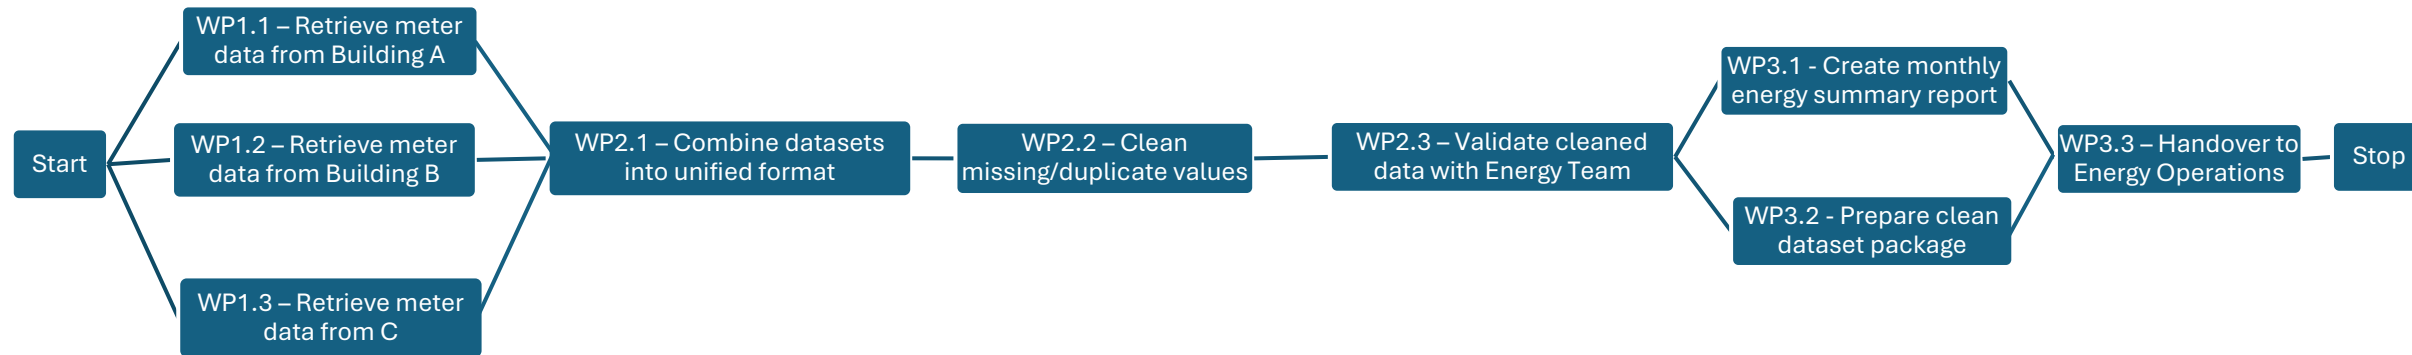 Start
WP1.1 – Retrieve meter
data from Building A
WP1.2 – Retrieve meter
data from Building B
WP1.3 – Retrieve meter
data from C
WP2.1 – Combine datasets
into unified format
WP2.2 – Clean
missing/duplicate values
WP2.3 – Validate cleaned
data with Energy Team
WP3.1 - Create monthly
energy summary report
WP3.2 - Prepare clean
dataset package
WP3.3 – Handover to
Energy Operations
Stop